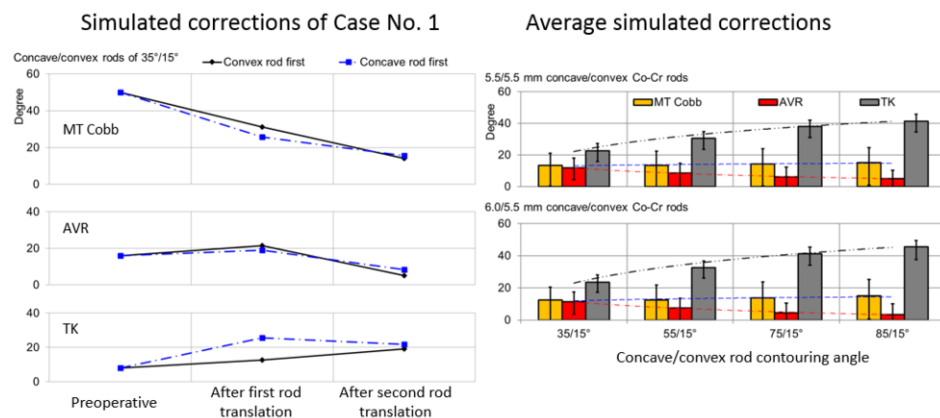 Simulated corrections of Case No. 1
Concave/convex rods of 35°/15°
Convex rod first
Concave rod first
Degree
60
40
20
0
MT Cobb
40
20
0
AVR
40
20
0
TK
Preoperative
After first rod
translation
After second rod
translation
Average simulated corrections
5.5/5.5 mm concave/convex Co-Cr rods
Degree
60
40
20
0
MT Cobb
AVR
TK
6.0/5.5 mm concave/convex Co-Cr rods
60
40
20
0
35/15°
55/15°
75/15°
85/15°
Concave/convex rod contouring angle